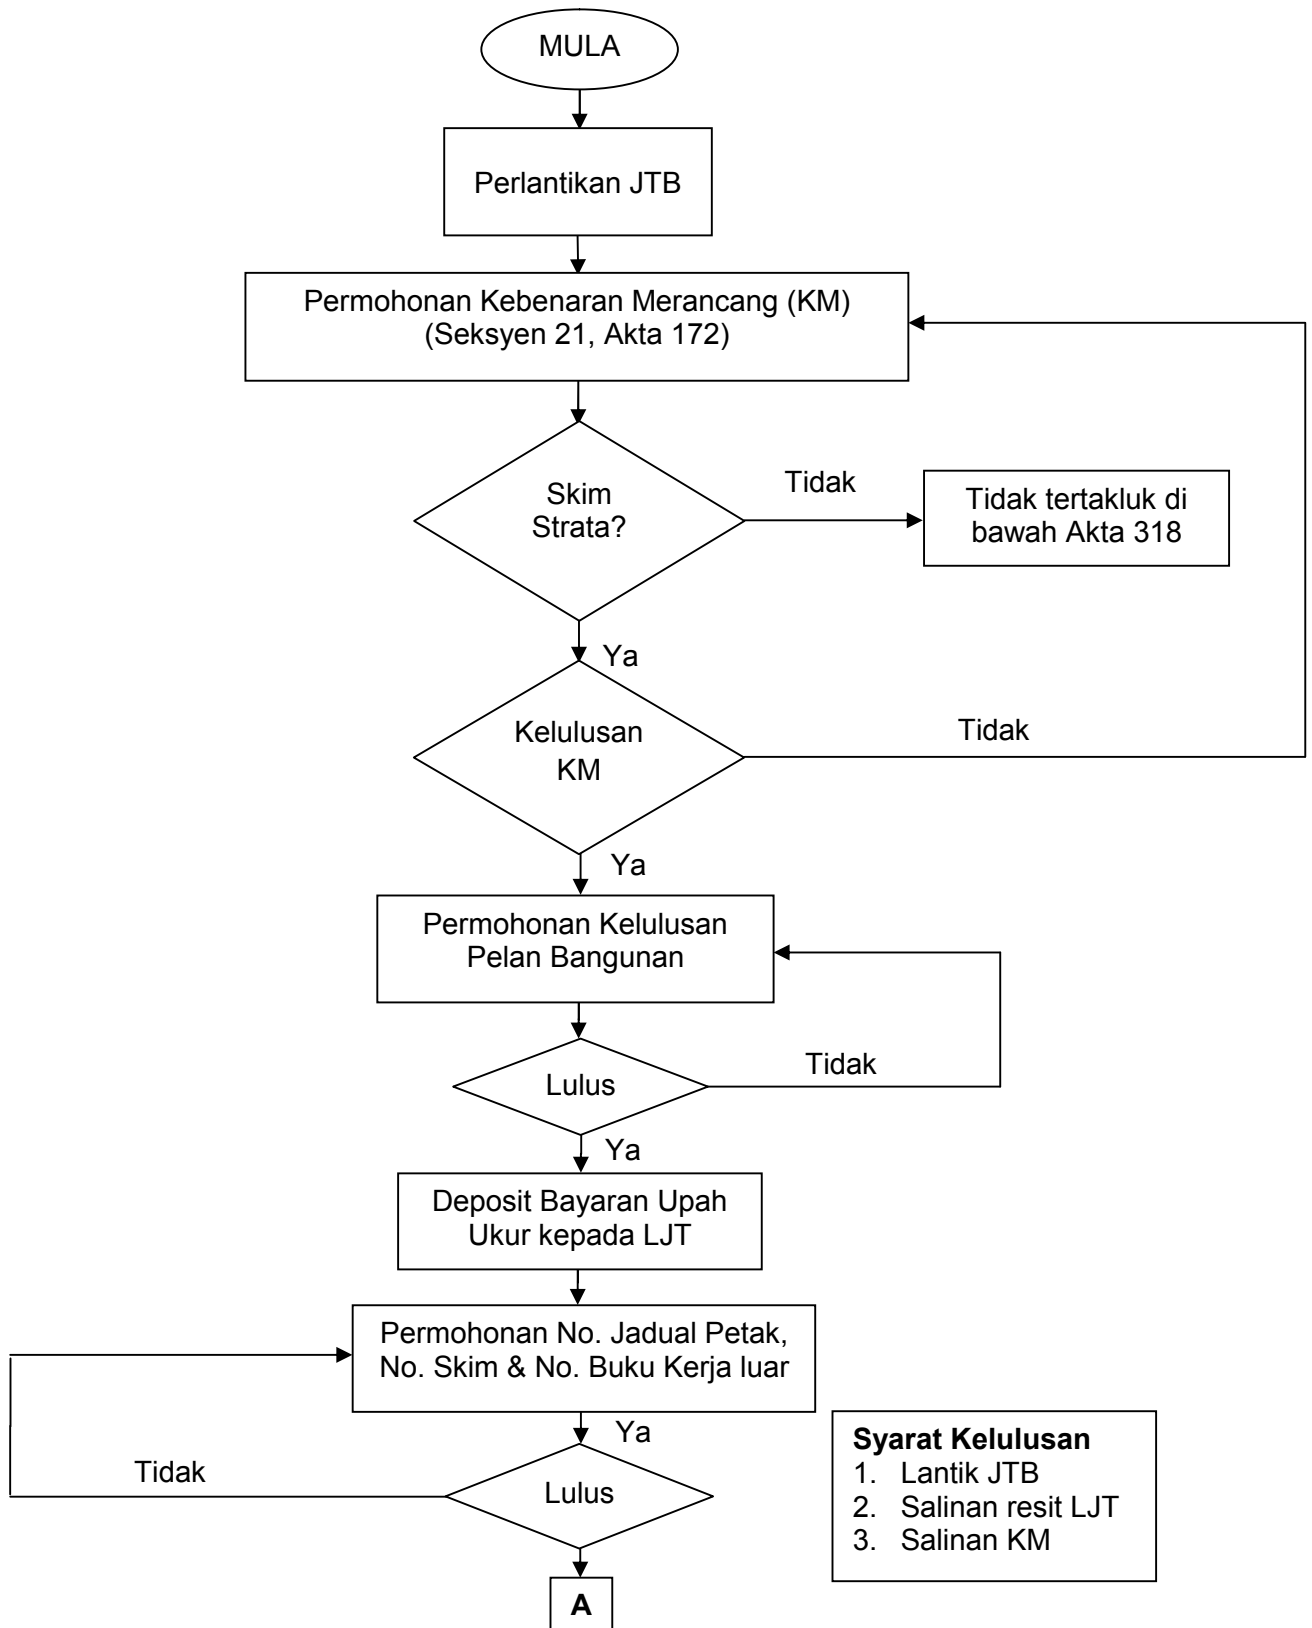 MULA
Perlantikan JTB
Permohonan Kebenaran Merancang (KM)
(Seksyen 21, Akta 172)
Skim
Strata?
Tidak
Tidak tertakluk di
bawah Akta 318
Ya
Kelulusan
KM
Tidak
Ya
Permohonan Kelulusan
Pelan Bangunan
Lulus
Tidak
Ya
Deposit Bayaran Upah
Ukur kepada LJT
Permohonan No. Jadual Petak,
No. Skim & No. Buku Kerja luar
Ya
Tidak
Lulus
Syarat Kelulusan
1. Lantik JTB
2. Salinan resit LJT
3. Salinan KM
A